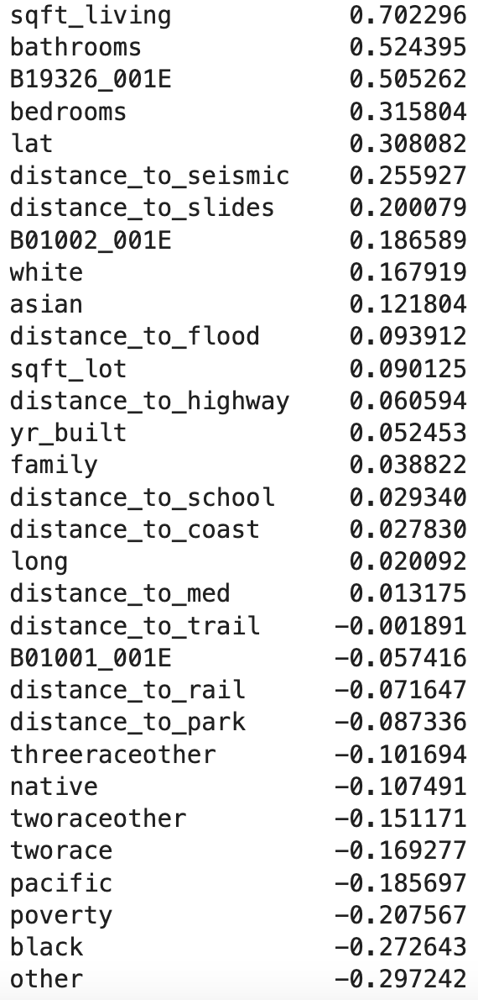 sqft_living 0.702296
bathrooms 0.524395
B19326_001E 0.505262
bedrooms 0.315804
lat 0.308082
distance_to_seismic 0.255927
distance_to_slides 0.200079
B01002_001E 0.186589
white 0.167919
asian 0.121804
distance_to_flood 0.093912
sqft_lot 0.090125
distance_to_highway 0.060594
yr_built 0.052453
family 0.038822
distance_to_school 0.029340
distance_to_coast 0.027830
long 0.020092
distance_to_med 0.013175
distance_to_trail -0.001891
B01001_001E -0.057416
distance_to_rail -0.071647
distance_to_park -0.087336
threeraceother -0.101694
native -0.107491
tworaceother -0.151171
tworace -0.169277
pacific -0.185697
poverty -0.207567
black -0.272643
other -0.297242